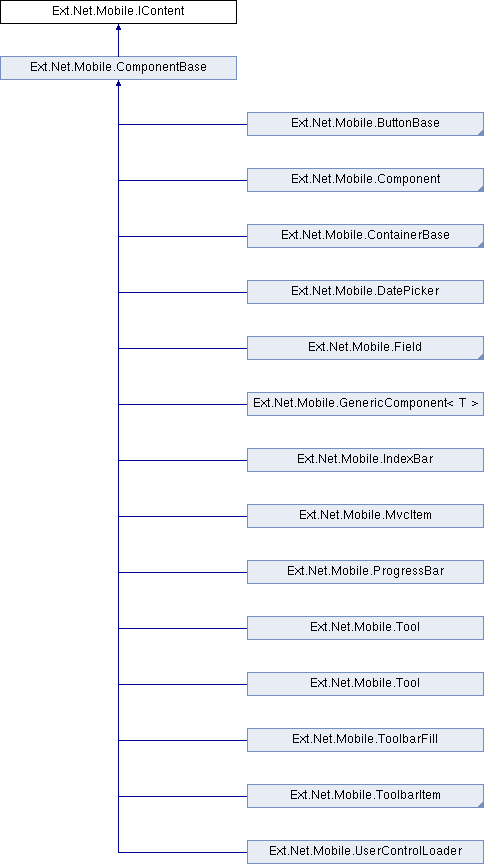 Ext.Net.Mobile.IContent
Ext.Net.Mobile.ComponentBase
Ext.Net.Mobile.ButtonBase
Ext.Net.Mobile.Component
Ext.Net.Mobile.ContainerBase
Ext.Net.Mobile.DatePicker
Ext.Net.Mobile.Field
Ext.Net.Mobile.GenericComponent< T >
Ext.Net.Mobile.IndexBar
Ext.Net.Mobile.MvcItem
Ext.Net.Mobile.ProgressBar
Ext.Net.Mobile.Tool
Ext.Net.Mobile.Tool
Ext.Net.Mobile.ToolbarFill
Ext.Net.Mobile.ToolbarItem
Ext.Net.Mobile.UserControlLoader